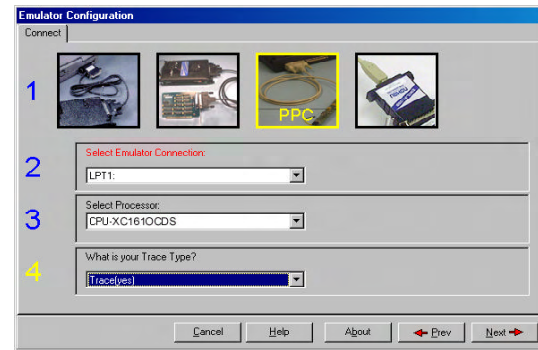 Emulator Configuration
Connect
1
PPC
2
Select Emulator Connection:
LPT1:
3
Select Processor:
CPU-XC161OCDS
4
What is your Trace Type?
Trace(yes)
Cancel Help About Prev Next